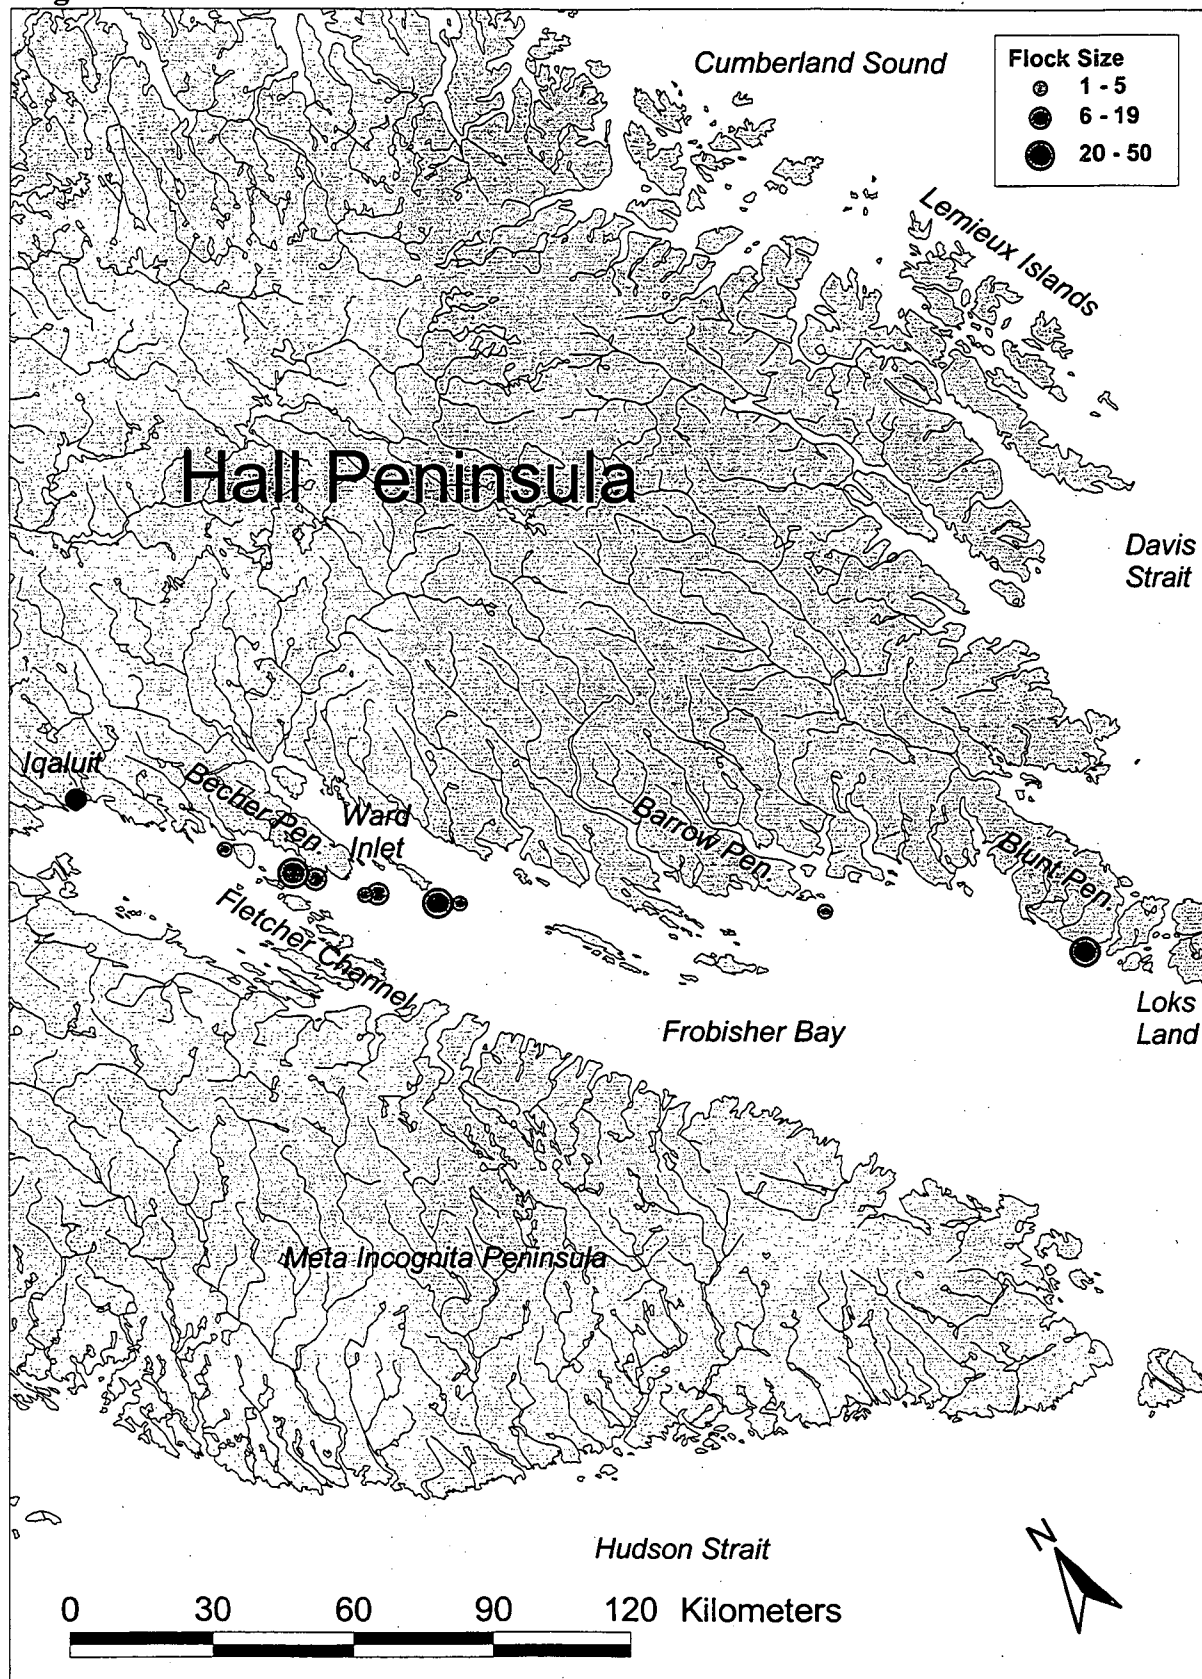 Cumberland Sound
Flock Size
1 - 5
6 - 19
20 - 50
Lemieux Islands
Hall Peninsula
Davis
Strait
Iqaluit
Becher Pen.
Ward
Inlet
Barrow Pen.
Blunt Pen.
Fletcher Channel
Loks
Land
Frobisher Bay
Meta Incognita Peninsula
Hudson Strait
N
0 30 60 90 120 Kilometers